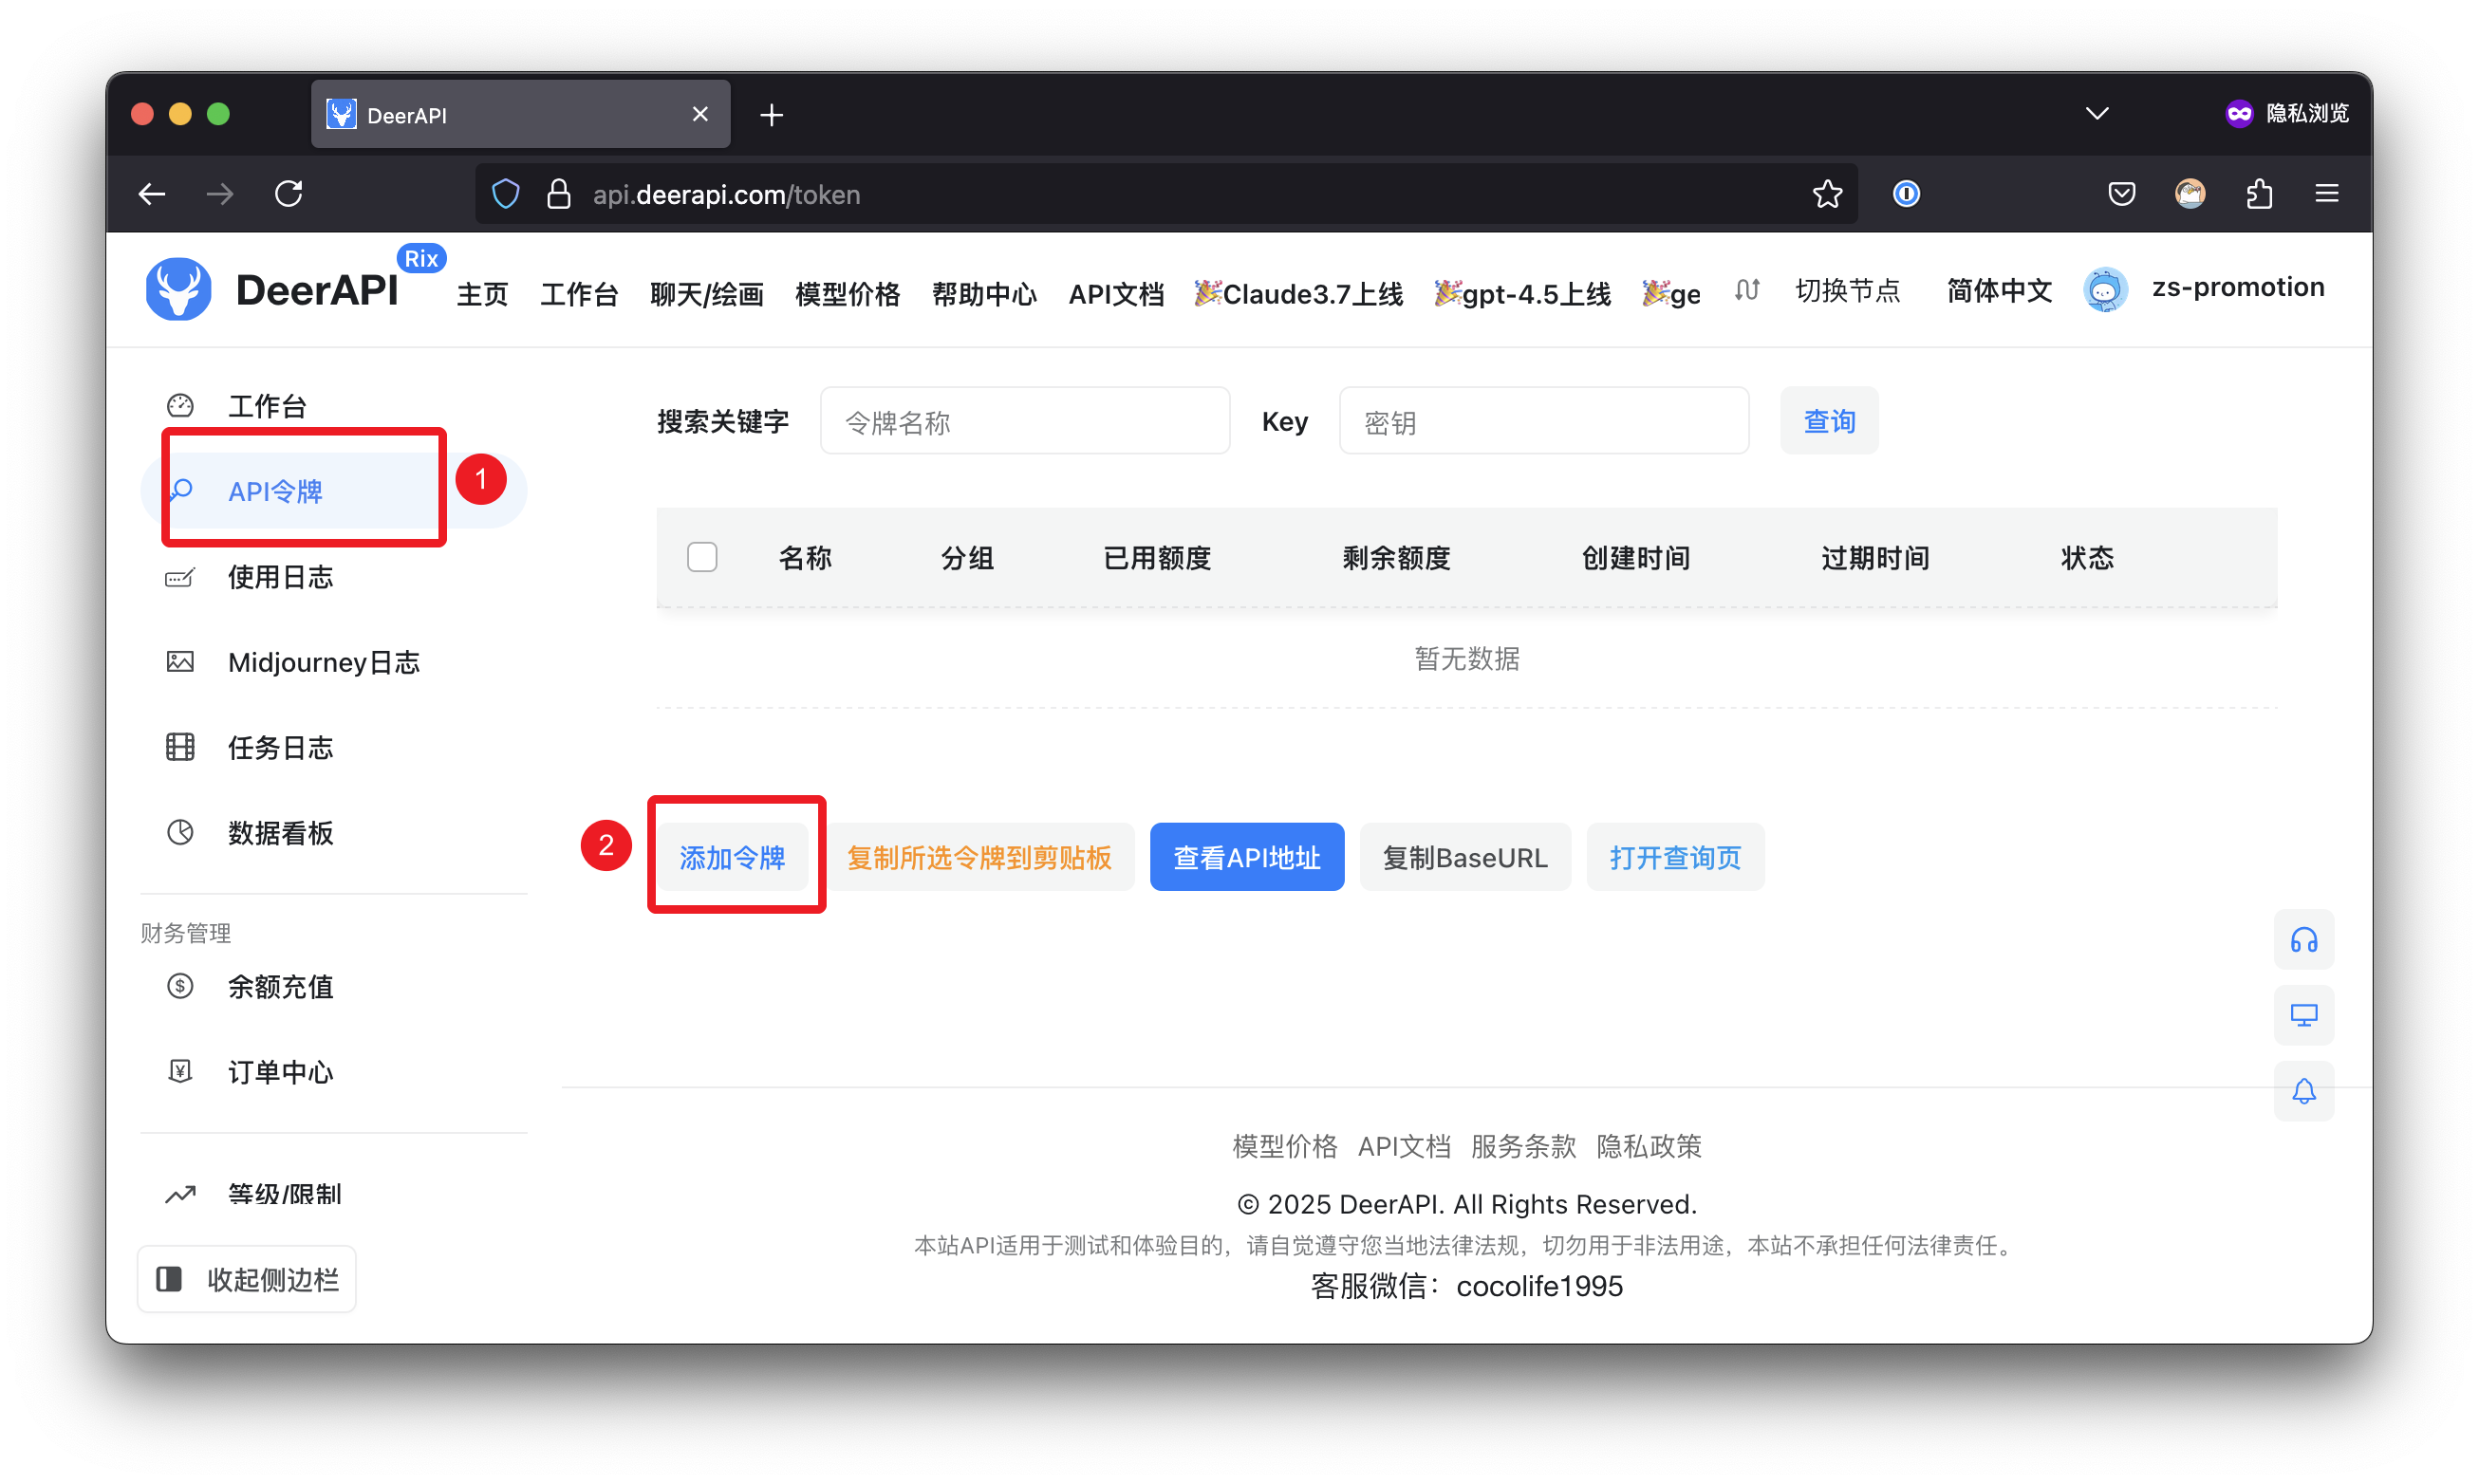 DeerAPI
隐私浏览
api.deerapi.com/token
DeerAPI Rix
主页 工作台 聊天/绘画 模型价格 帮助中心 API文档 🎉Claude3.7上线 🎉gpt-4.5上线 🎉ge 切换节点 简体中文 zs-promotion
工作台
API令牌
1
使用日志
Midjourney日志
任务日志
数据看板
财务管理
余额充值
订单中心
等级/限制
收起侧边栏
搜索关键字 令牌名称 Key 密钥 查询
名称 分组 已用额度 剩余额度 创建时间 过期时间 状态
暂无数据
2
添加令牌 复制所选令牌到剪贴板 查看API地址 复制BaseURL 打开查询页
模型价格 API文档 服务条款 隐私政策
© 2025 DeerAPI. All Rights Reserved.
本站API适用于测试和体验目的，请自觉遵守您当地法律法规，切勿用于非法用途，本站不承担任何法律责任。
客服微信：cocolife1995